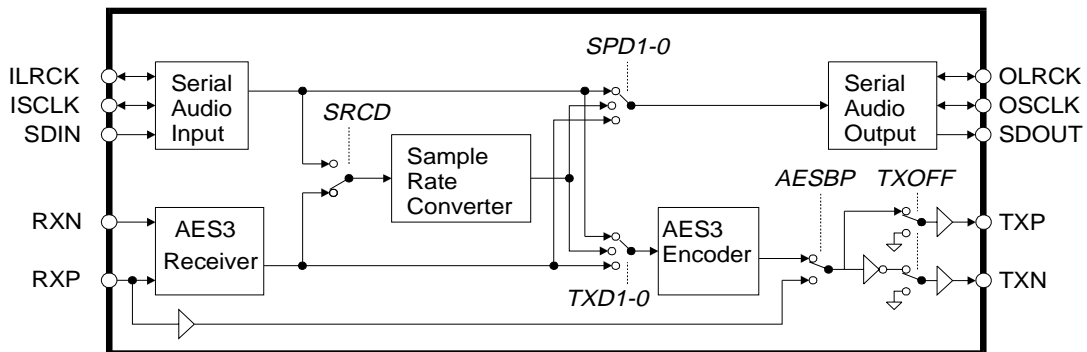 SPD1-0
ILRCK
ISCLK
SDIN
Serial
Audio
Input
SRCD
Sample
Rate
Converter
Serial
Audio
Output
OLRCK
OSCLK
SDOUT
AESBP
TXOFF
RXN
RXP
AES3
Receiver
AES3
Encoder
TXD1-0
TXP
TXN